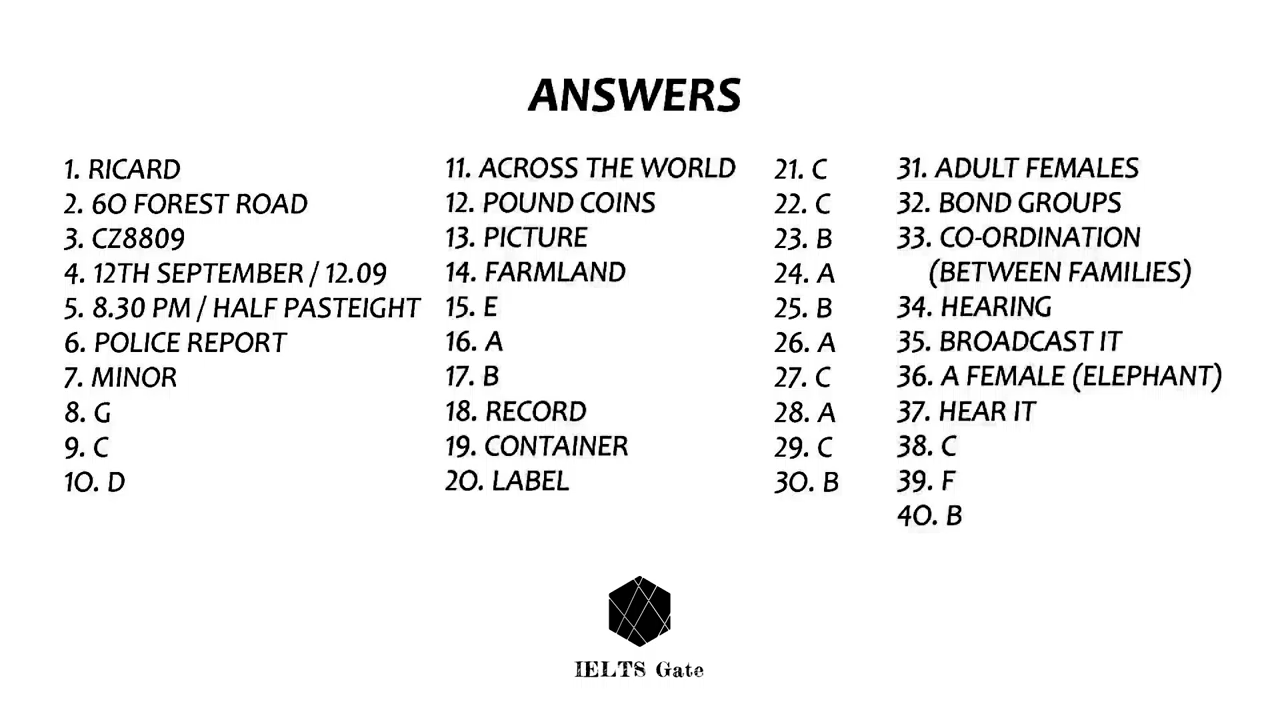 ANSWERS
1. RICARD
2. 60 FOREST ROAD
3. CZ8809
4. 12TH SEPTEMBER / 12.09
5. 8.30 PM / HALF PASTEIGHT
6. POLICE REPORT
7. MINOR
8. G
9. C
10. D
11. ACROSS THE WORLD
12. POUND COINS
13. PICTURE
14. FARMLAND
15. E
16. A
17. B
18. RECORD
19. CONTAINER
20. LABEL
21. C
22. C
23. B
24. A
25. B
26. A
27. C
28. A
29. C
30. B
31. ADULT FEMALES
32. BOND GROUPS
33. CO-ORDINATION
(BETWEEN FAMILIES)
34. HEARING
35. BROADCAST IT
36. A FEMALE (ELEPHANT)
37. HEAR IT
38. C
39. F
40. B
IELTS Gate